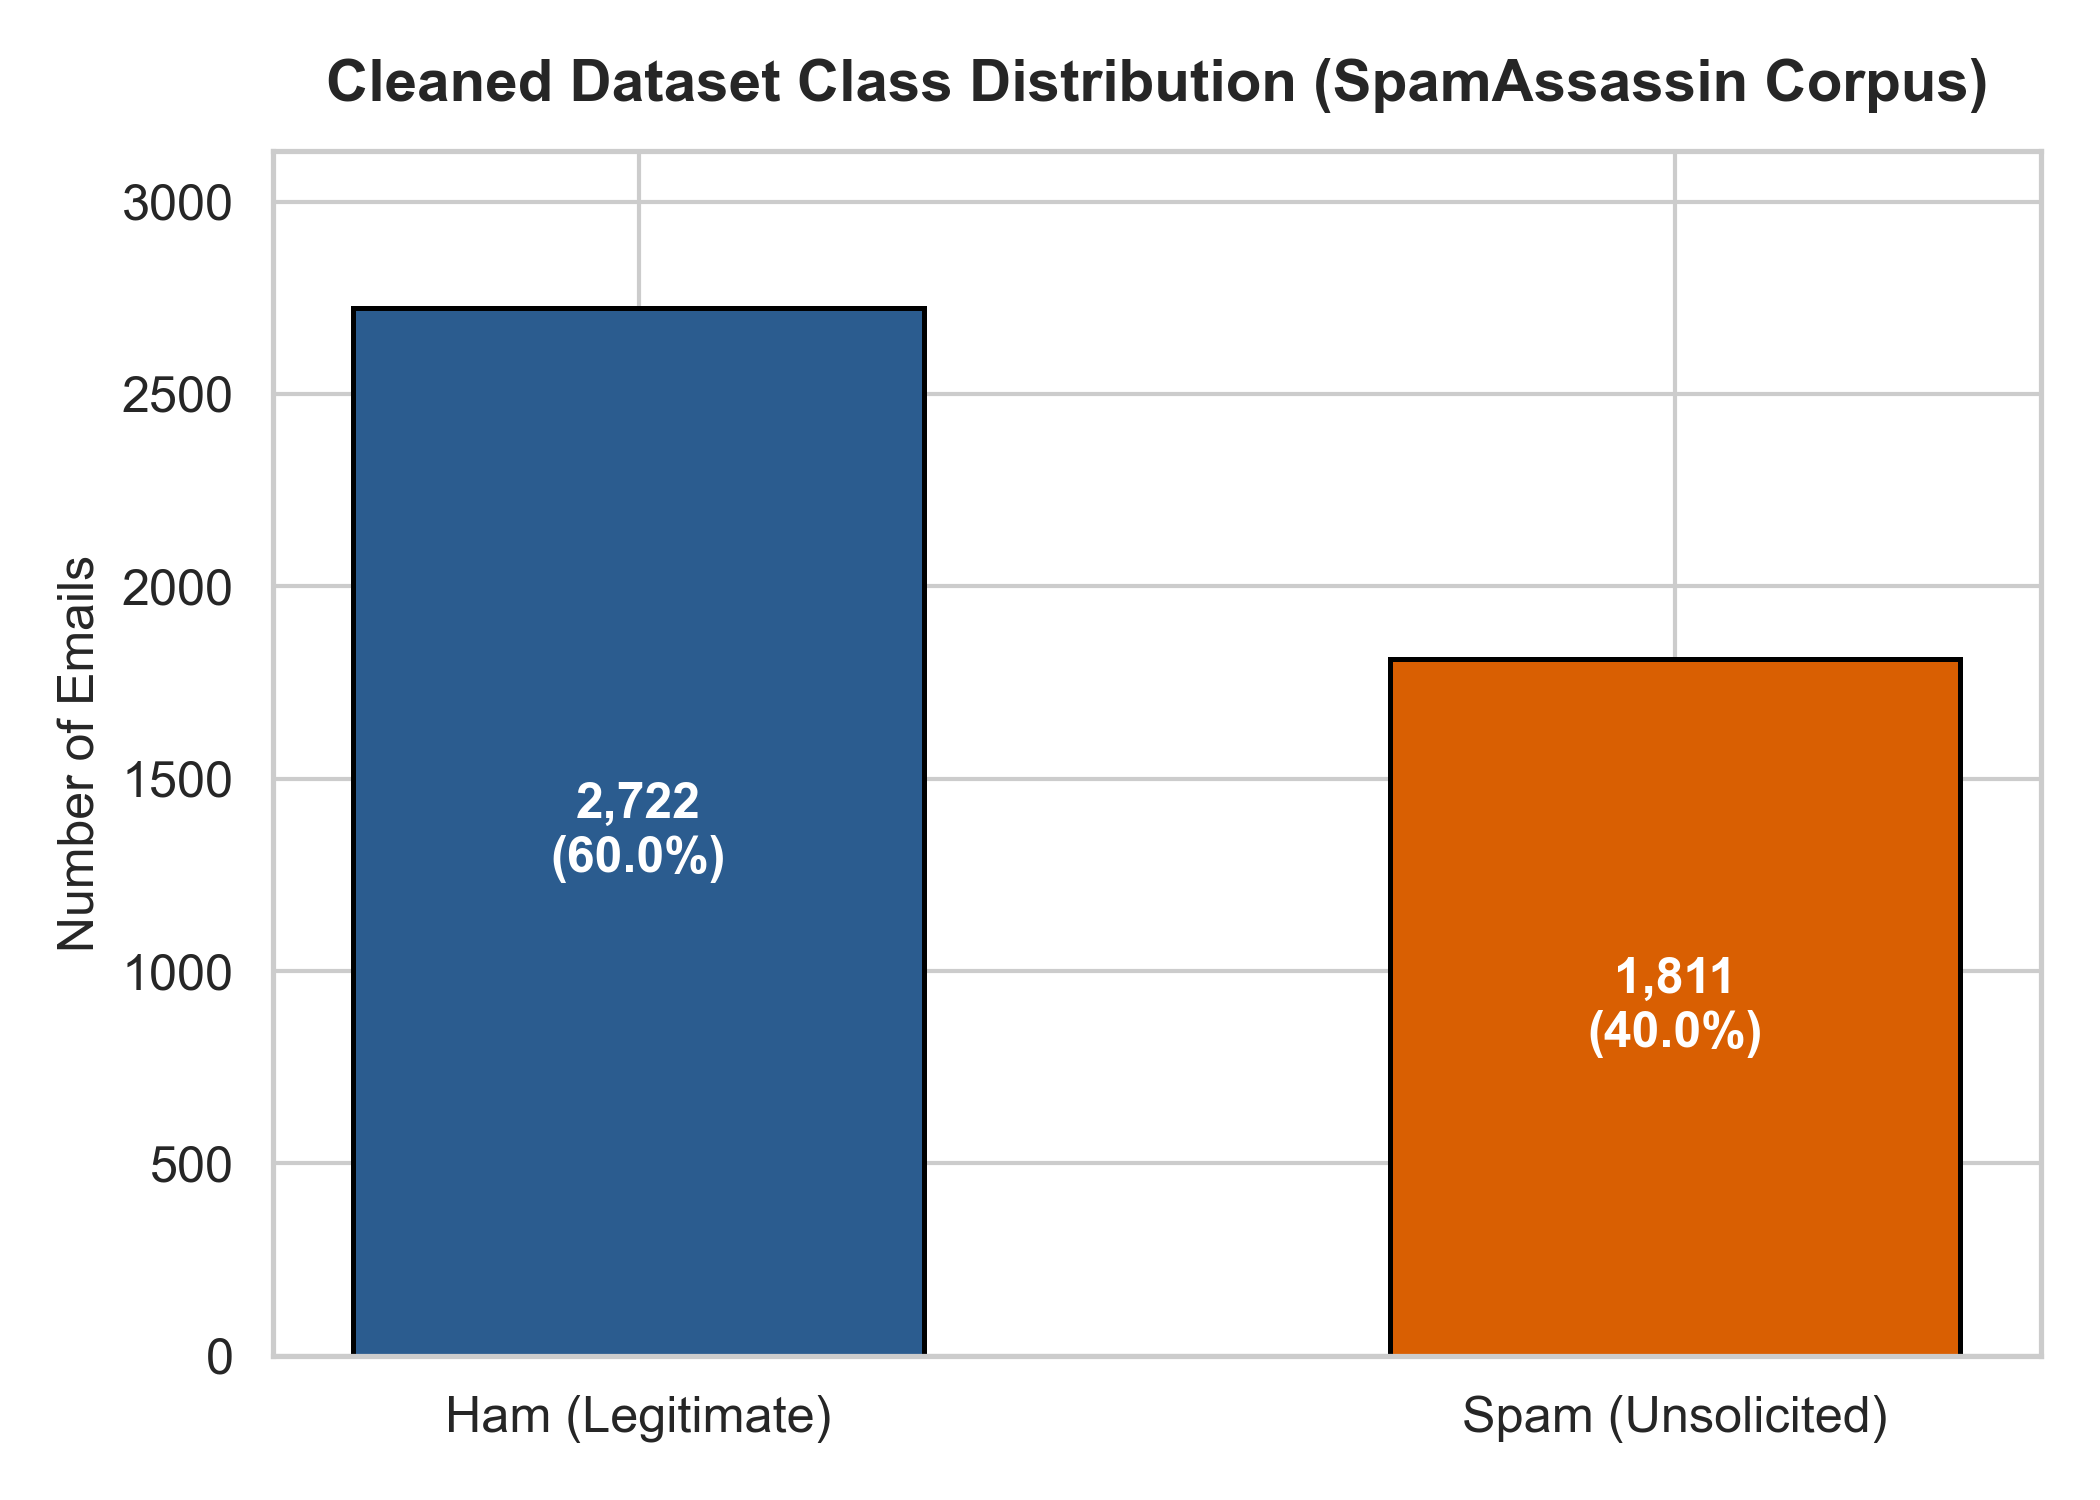 Cleaned Dataset Class Distribution (SpamAssassin Corpus)
Number of Emails
3000
2500
2000
1500
1000
500
0
2,722
(60.0%)
1,811
(40.0%)
Ham (Legitimate)
Spam (Unsolicited)